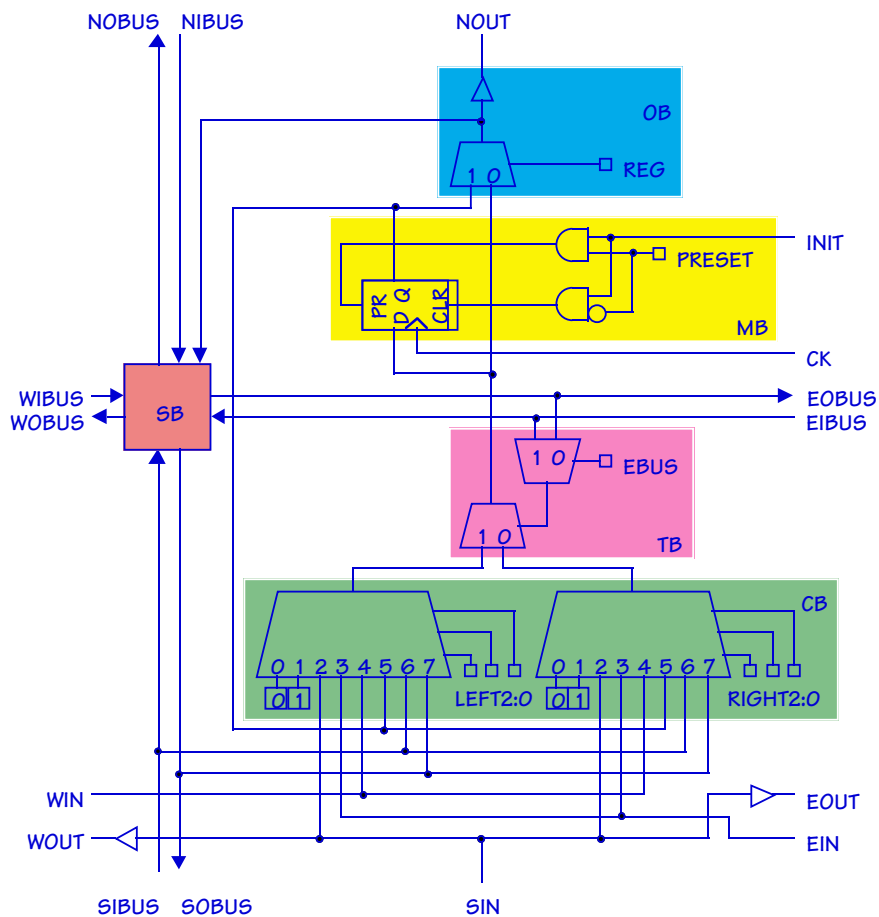 NOBUS NIBUS NOUT
OB
1 0
REG
INIT
PRESET
PR D Q CLR
MB
CK
WIBUS
WOBUS
SB
EOBUS
EIBUS
1 0
EBUS
1 0
TB
CB
0 1 2 3 4 5 6 7
0 1 2 3 4 5 6 7
0 1
LEFT2:0
0 1
RIGHT2:0
WIN
EOUT
WOUT
EIN
SIBUS SOBUS SIN